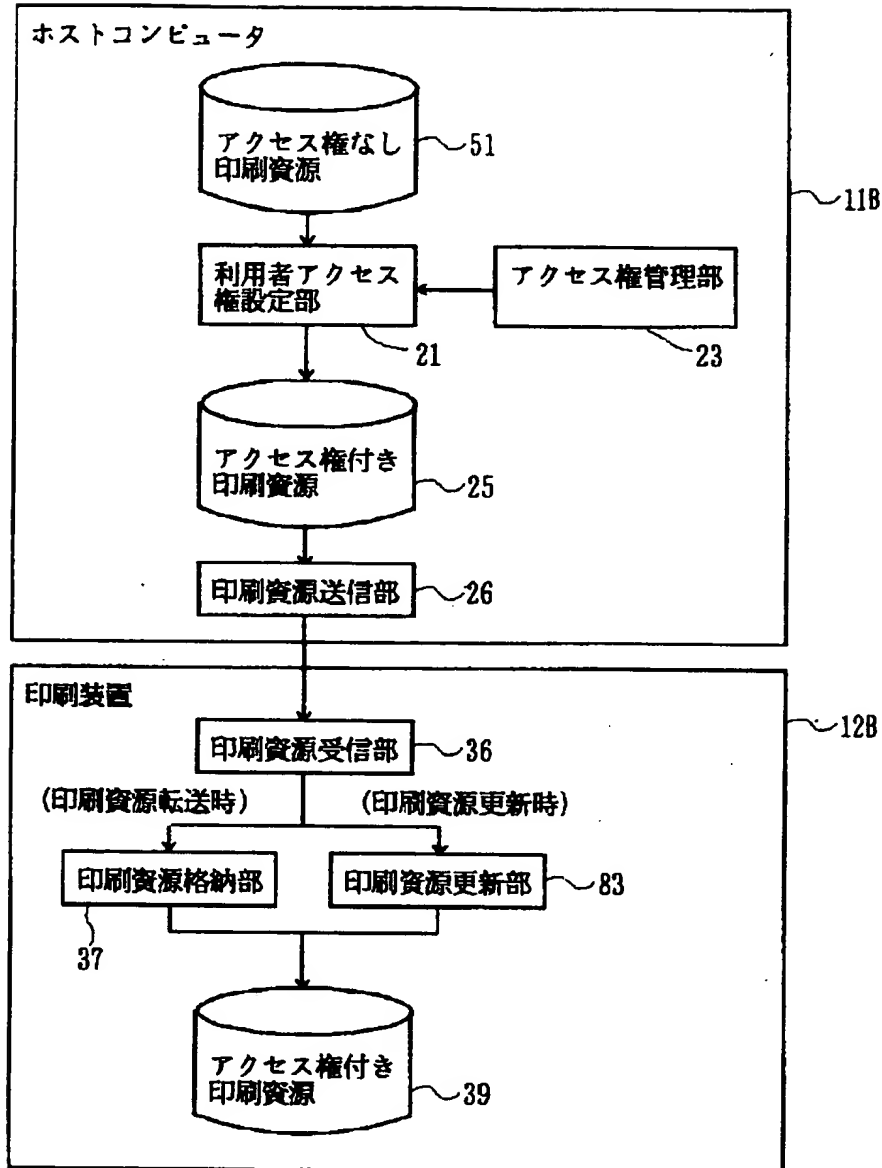 ホストコンピュータ
アクセス権なし
印刷資源
51
11B
利用者アクセス
権設定部
アクセス権管理部
21
23
アクセス権付き
印刷資源
25
印刷資源送信部
26
印刷装置
12B
印刷資源受信部
36
(印刷資源転送時)
(印刷資源更新時)
印刷資源格納部
印刷資源更新部
83
37
アクセス権付き
印刷資源
39